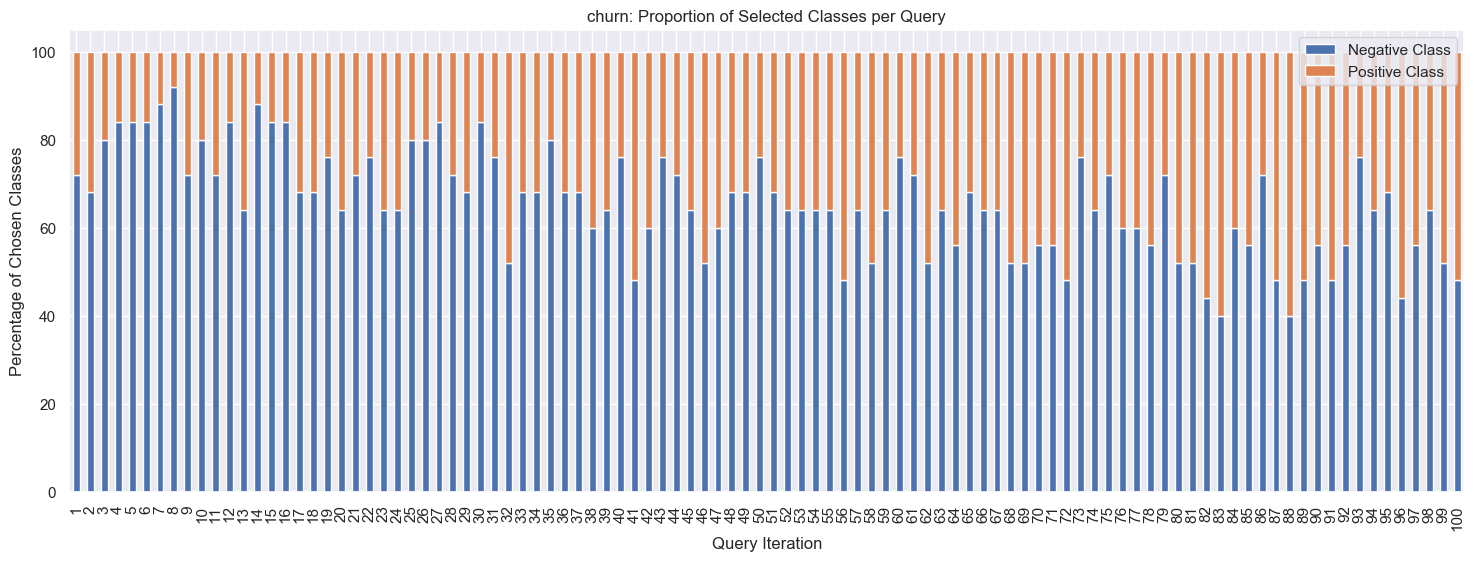 churn: Proportion of Selected Classes per Query
Negative Class
Positive Class
Percentage of Chosen Classes
100
80
60
40
20
0
1 2 3 4 5 6 7 8 9 10 11 12 13 14 15 16 17 18 19 20 21 22 23 24 25 26 27 28 29 30 31 32 33 34 35 36 37 38 39 40 41 42 43 44 45 46 47 48 49 50 51 52 53 54 55 56 57 58 59 60 61 62 63 64 65 66 67 68 69 70 71 72 73 74 75 76 77 78 79 80 81 82 83 84 85 86 87 88 89 90 91 92 93 94 95 96 97 98 99 100
Query Iteration